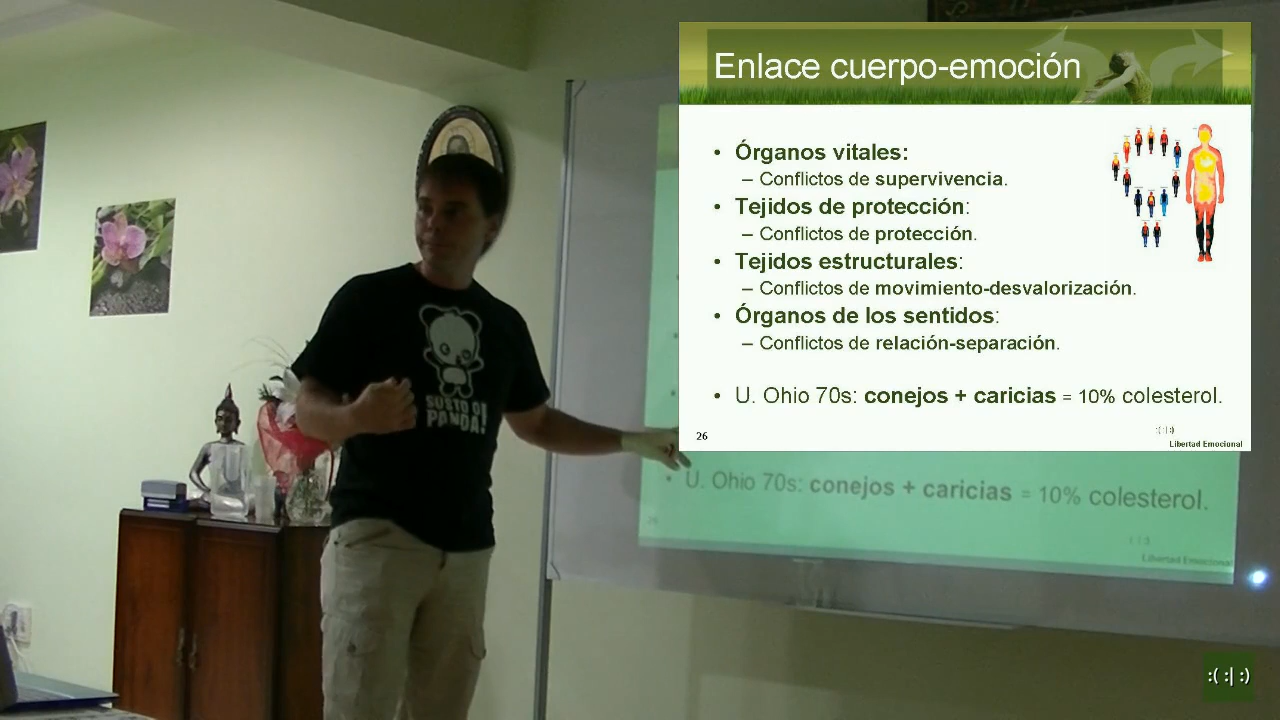 Enlace cuerpo-emoción
• Órganos vitales:
– Conflictos de supervivencia.
• Tejidos de protección:
– Conflictos de protección.
• Tejidos estructurales:
– Conflictos de movimiento-desvalorización.
• Órganos de los sentidos:
– Conflictos de relación-separación.
• U. Ohio 70s: conejos + caricias = 10% colesterol.
26
:(:|:)
Libertad Emocional
SUSTO O
PANDA!
• U. Ohio 70s: conejos + caricias = 10% colesterol.
Libertad Emocional
:( :| :)